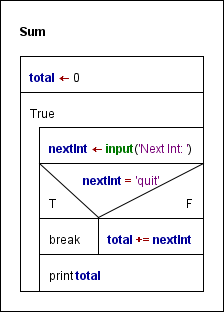 Sum
total ← 0
True
nextInt ← input('Next Int: ')
nextInt = 'quit'
T F
break total += nextInt
print total